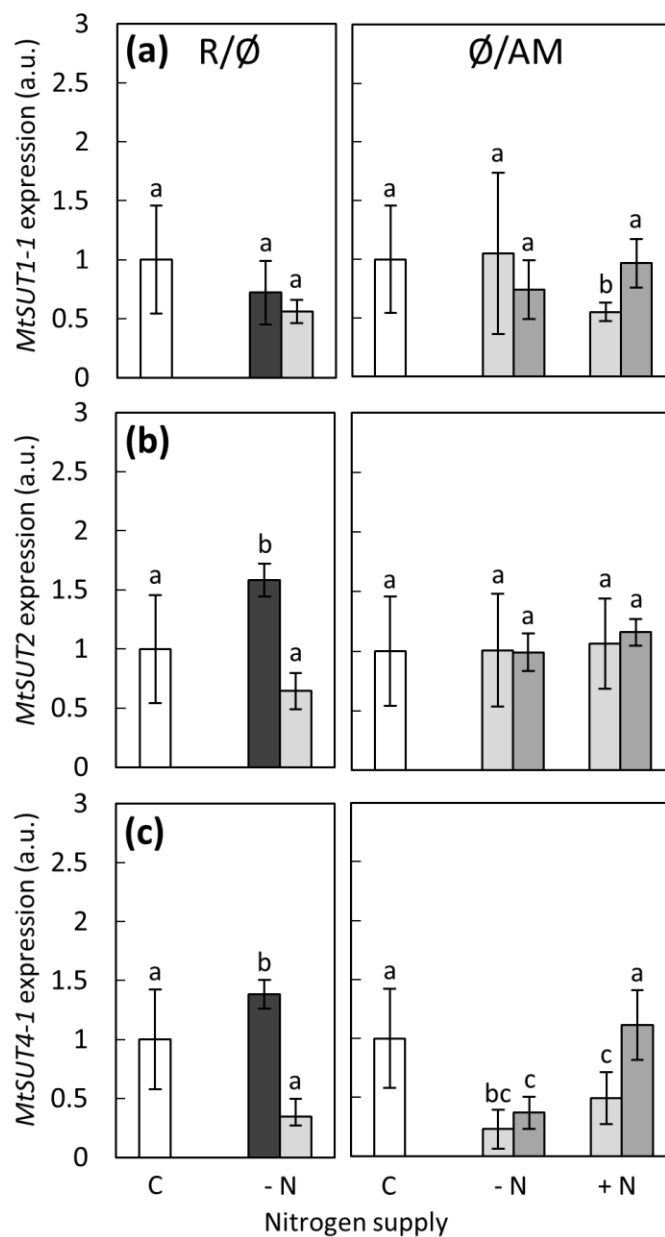 (a) R/Ø Ø/AM
MtSUT1-1 expression (a.u.)
3
2.5
2
1.5
1
0.5
0
a a a
a a a b a
(b)
MtSUT2 expression (a.u.)
3
2.5
2
1.5
1
0.5
0
a b a
a a a a a
(c)
MtSUT4-1 expression (a.u.)
3
2.5
2
1.5
1
0.5
0
a b a
a bc c c a
C - N C - N + N
Nitrogen supply